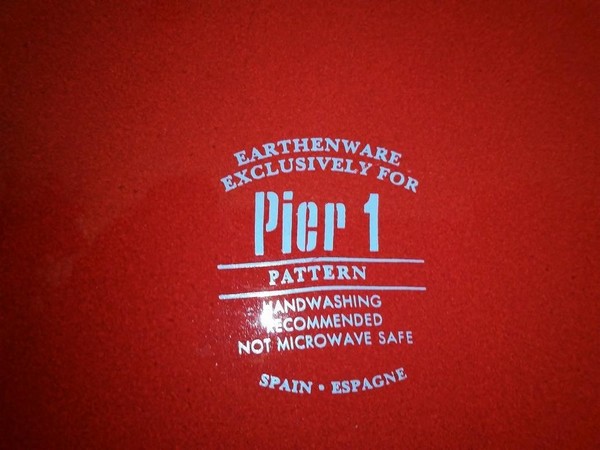 EARTHENWARE
EXCLUSIVELY FOR
Pier 1
PATTERN
HANDWASHING
RECOMMENDED
NOT MICROWAVE SAFE
SPAIN • ESPAGNE